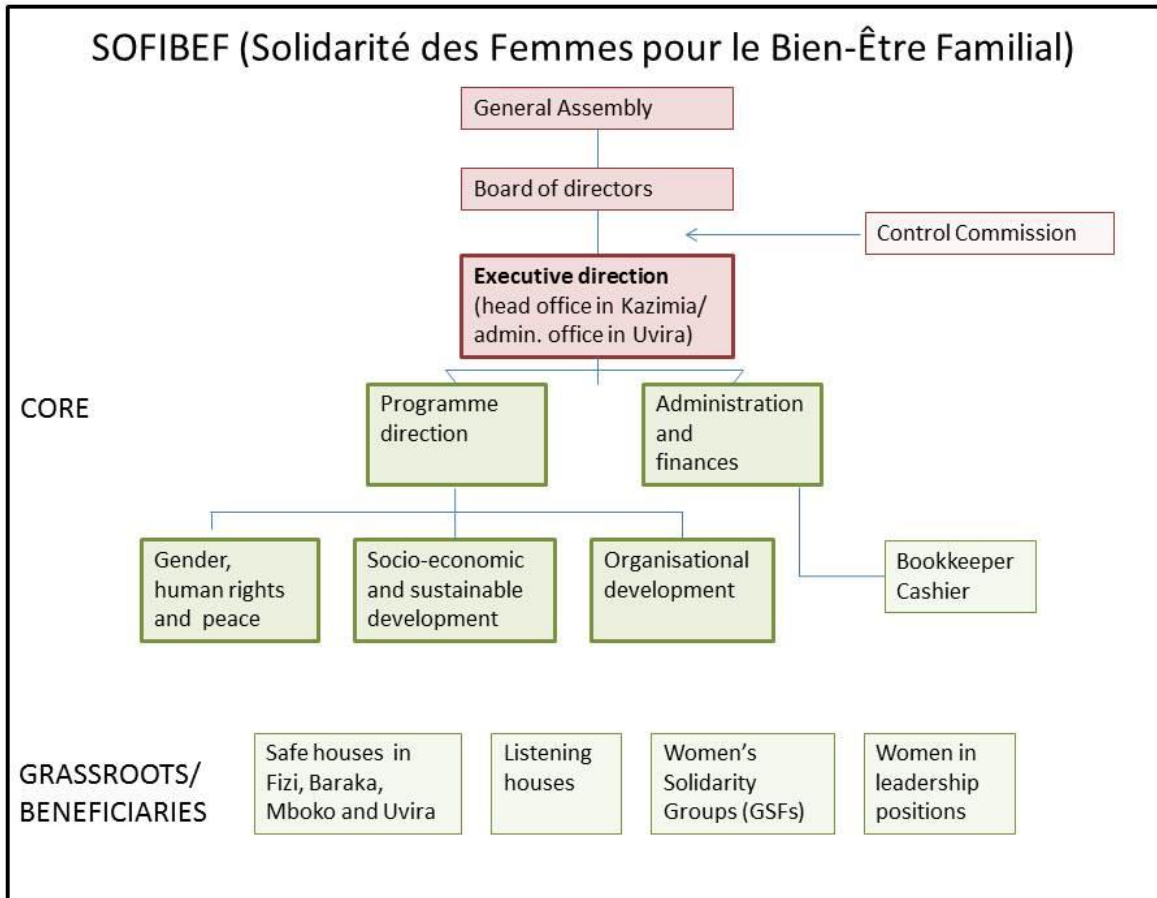 SOFIBEF (Solidarité des Femmes pour le Bien-Être Familial)
General Assembly
Board of directors
Control Commission
Executive direction
(head office in Kazimia/
admin. office in Uvira)
CORE
Programme
direction
Administration
and
finances
Gender,
human rights
and peace
Socio-economic
and sustainable
development
Organisational
development
Bookkeeper
Cashier
GRASSROOTS/
BENEFICIARIES
Safe houses in
Fizi, Baraka,
Mboko and Uvira
Listening
houses
Women's
Solidarity
Groups (GSFs)
Women in
leadership
positions